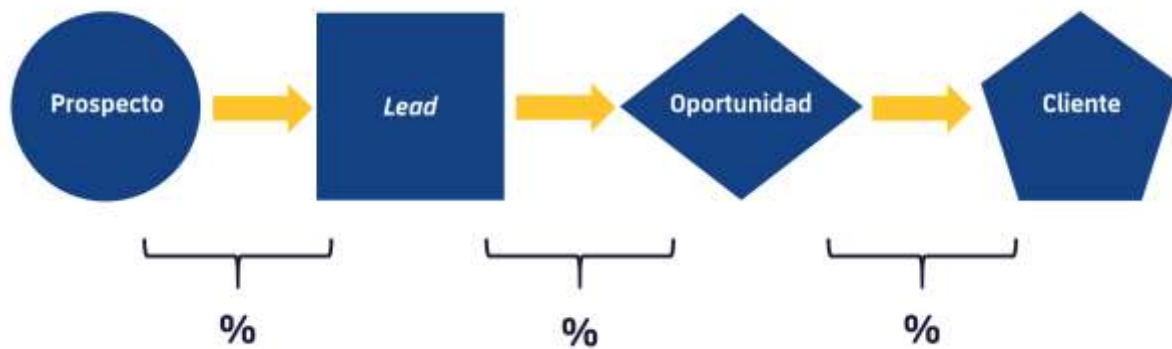 Prospecto
Lead
Oportunidad
Cliente
%
%
%